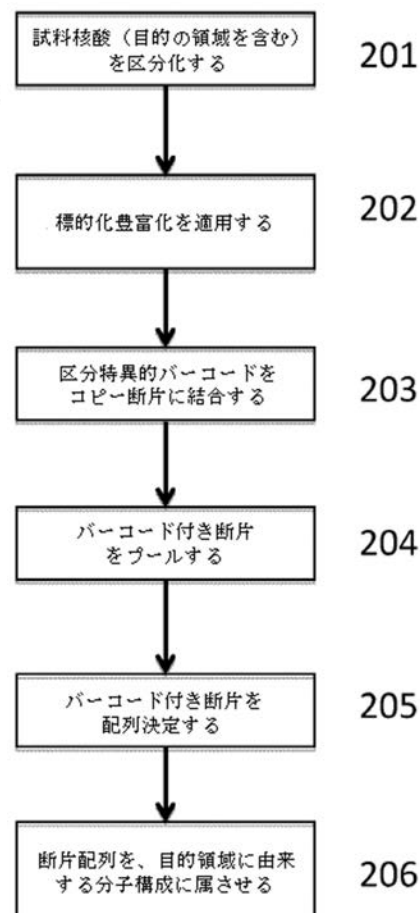 試料核酸（目的の領域を含む）
を区分化する
201
標的化豊富化を適用する
202
区分特異的バーコードを
コピー断片に結合する
203
バーコード付き断片
をプールする
204
バーコード付き断片を
配列決定する
205
断片配列を、目的領域に由来
する分子構成に属させる
206